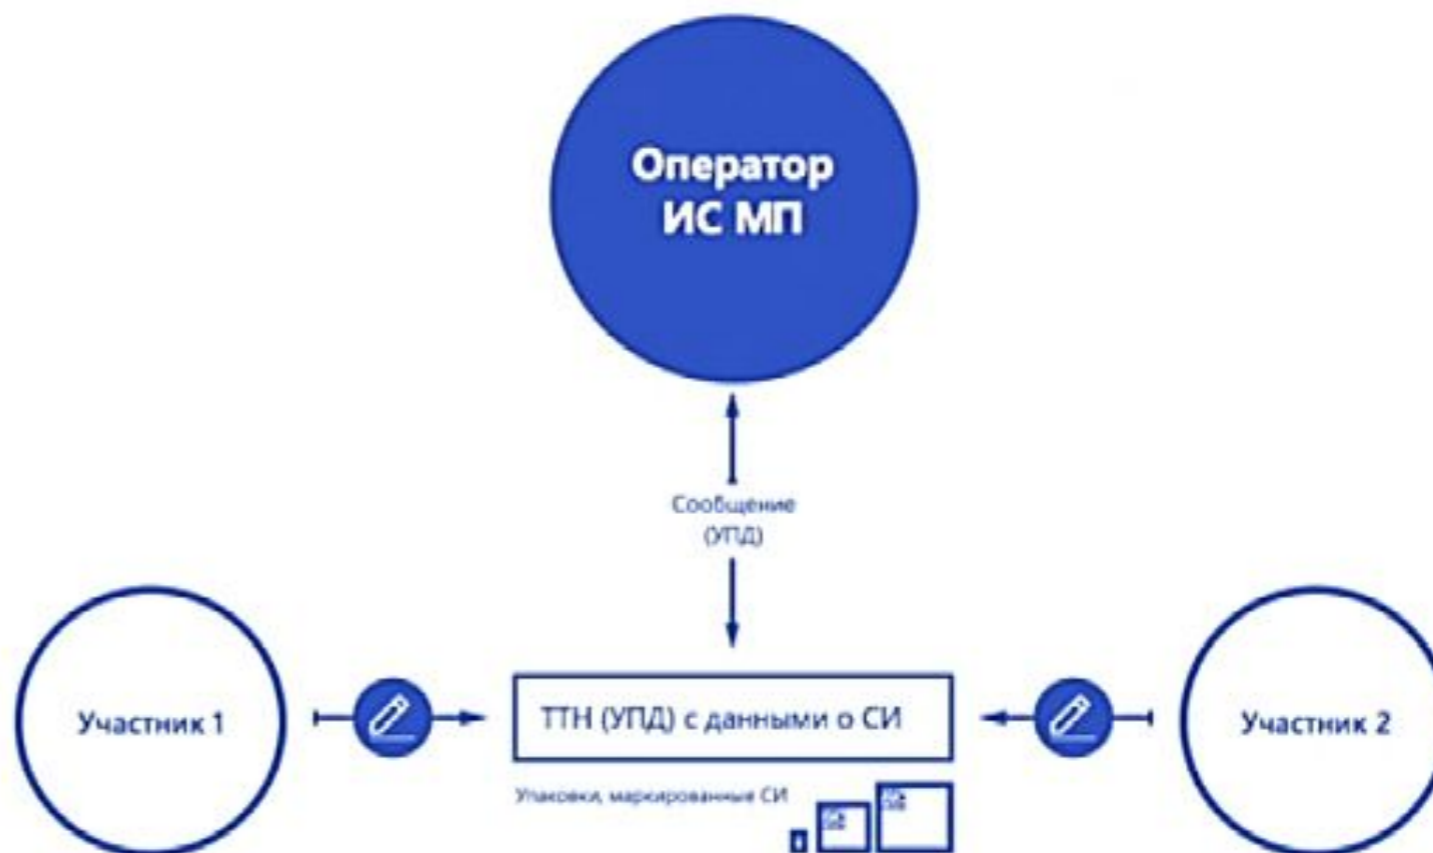 Оператор
ИС МП
Сообщение
(УПД)
Участник 1
ТТН (УПД) с данными о СИ
Участник 2
Упаковки, маркированные СИ